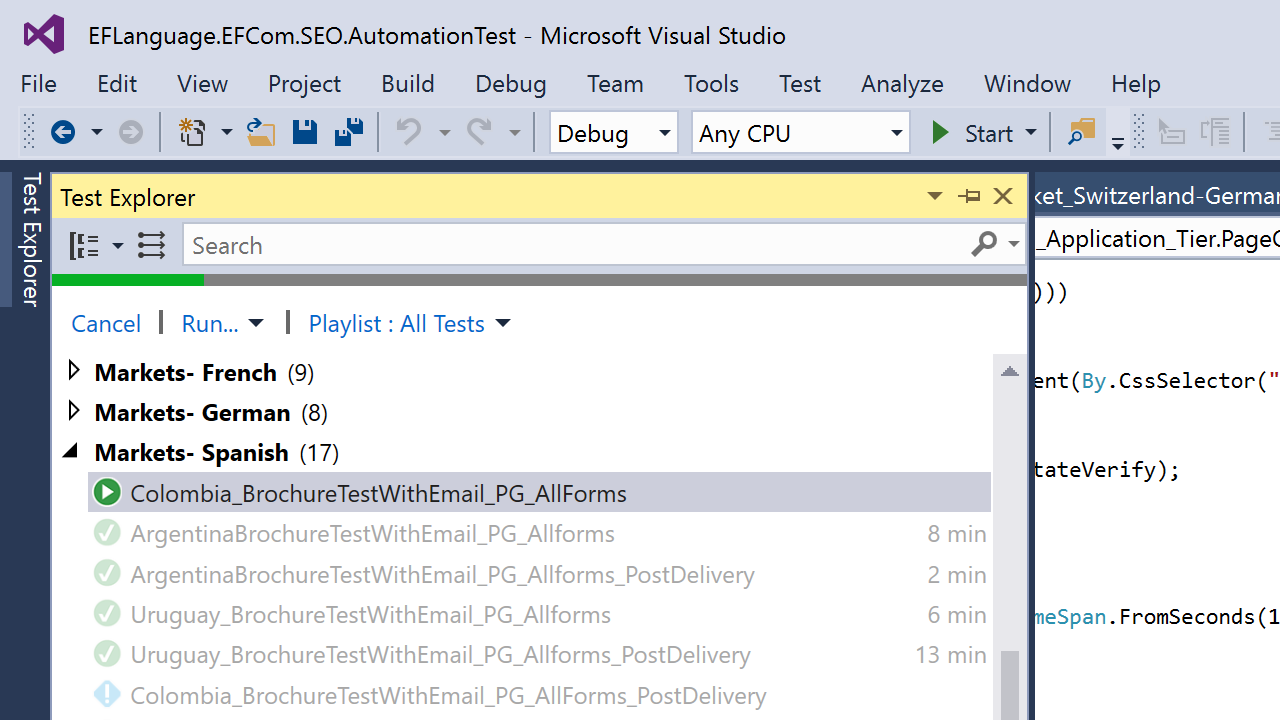 EFLanguage.EFCom.SEO.AutomationTest - Microsoft Visual Studio
File Edit View Project Build Debug Team Tools Test Analyze Window Help
Debug Any CPU Start
Test Explorer
Test Explorer
Search
Cancel | Run... | Playlist : All Tests
Markets- French (9)
Markets- German (8)
Markets- Spanish (17)
Colombia_BrochureTestWithEmail_PG_AllForms
ArgentinaBrochureTestWithEmail_PG_Allforms 8 min
ArgentinaBrochureTestWithEmail_PG_Allforms_PostDelivery 2 min
Uruguay_BrochureTestWithEmail_PG_Allforms 6 min
Uruguay_BrochureTestWithEmail_PG_Allforms_PostDelivery 13 min
Colombia_BrochureTestWithEmail_PG_AllForms_PostDelivery
ket_Switzerland-German
_Application_Tier.PageO
)))
ent(By.CssSelector("
tateVerify);
meSpan.FromSeconds(1